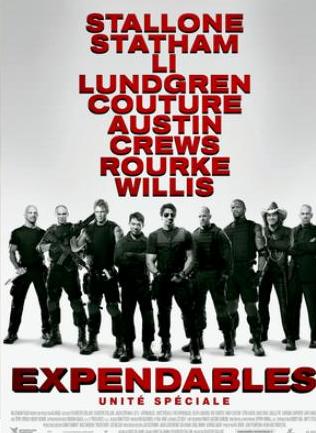 STALLONE
STATHAM
LI
LUNDGREN
COUTURE
AUSTIN
CREWS
ROURKE
WILLIS
EXPENDABLES
UNITÉ SPÉCIALE